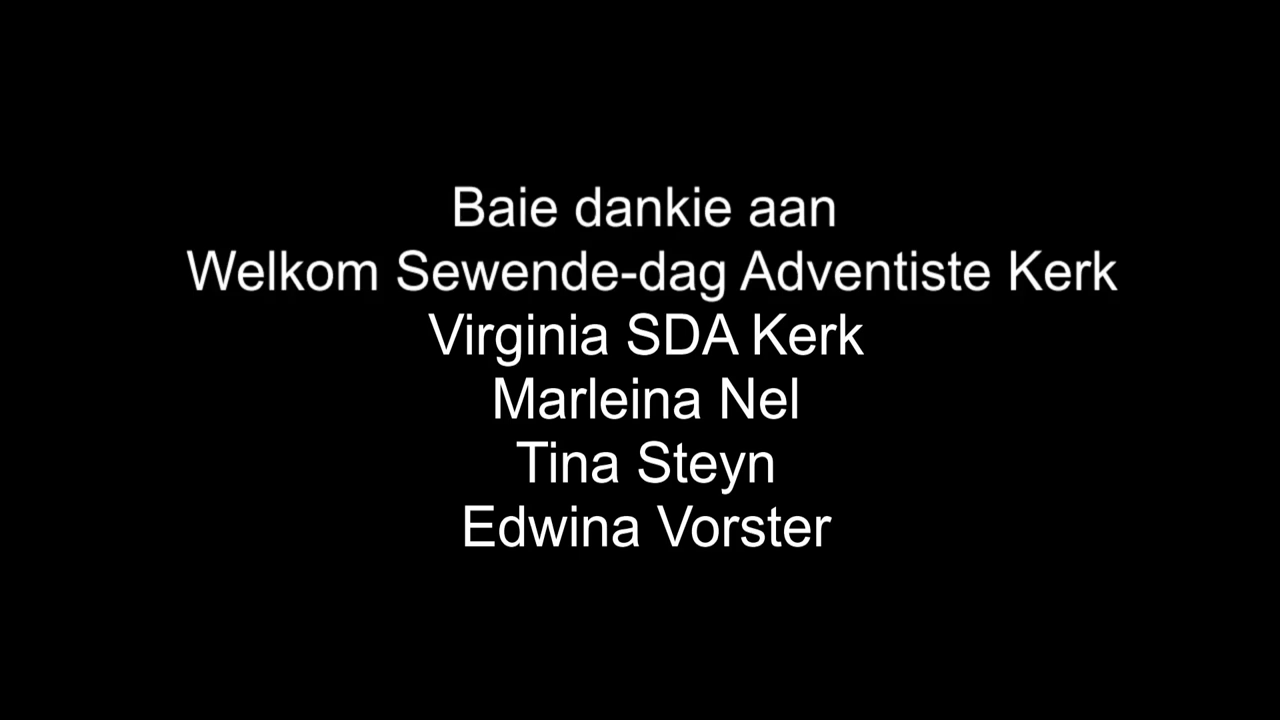 Baie dankie aan
Welkom Sewende-dag Adventiste Kerk
Virginia SDA Kerk
Marleina Nel
Tina Steyn
Edwina Vorster